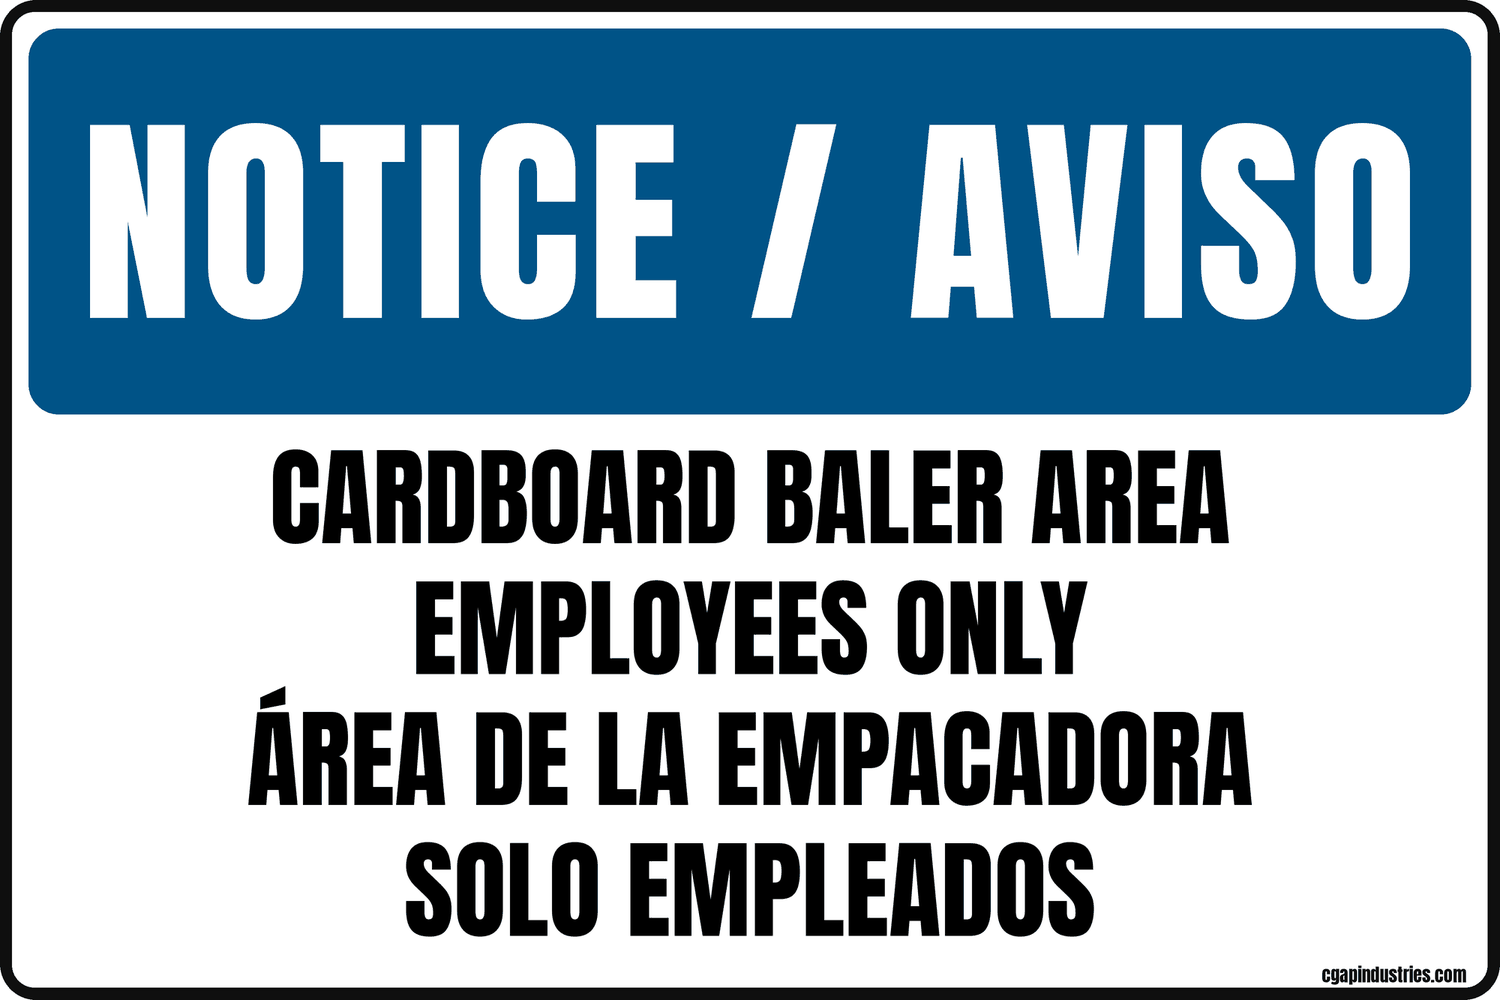 NOTICE / AVISO
CARDBOARD BALER AREA
EMPLOYEES ONLY
ÁREA DE LA EMPACADORA
SOLO EMPLEADOS
cgapindustries.com